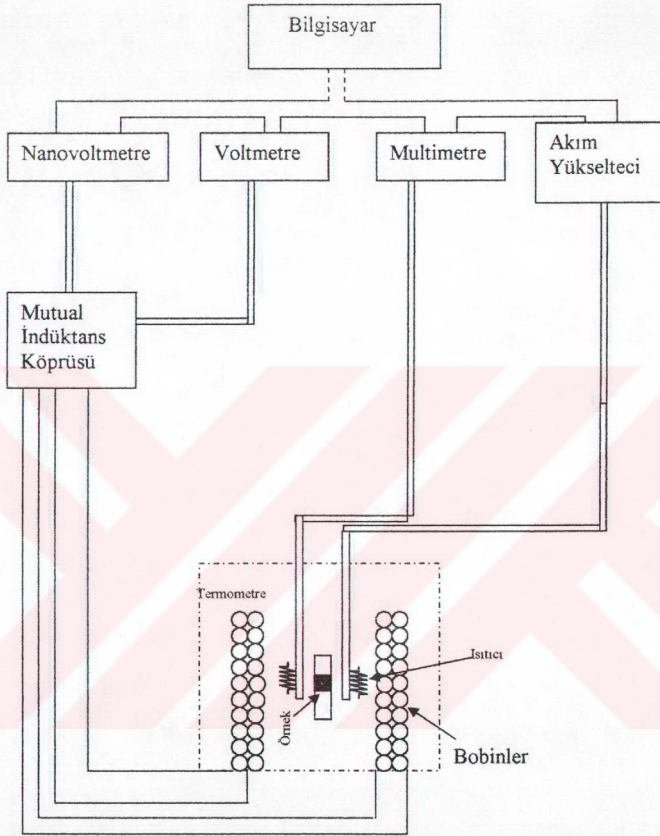 Bilgisayar
Nanovoltmetre
Voltmetre
Multimetre
Akım
Yükselteci
Mutual
İndüktans
Köprüsü
Termometre
Isıtıcı
Örnek
Bobinler